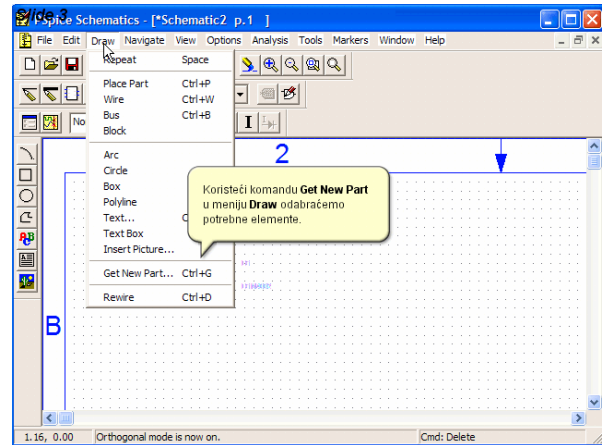 Slide 3
PSpice Schematics - [*Schematic2 p.1 ]
File Edit Draw Navigate View Options Analysis Tools Markers Window Help
Repeat Space
Place Part Ctrl+P
Wire Ctrl+W
Bus Ctrl+B
Block
No
Arc
Circle
Box
Polyline
Text... C
Text Box
Insert Picture...
Get New Part... Ctrl+G
Rewire Ctrl+D
2
Koristeći komandu Get New Part
u meniju Draw odabraćemo
potrebne elemente.
B
1.16, 0.00 Orthogonal mode is now on. Cmd: Delete